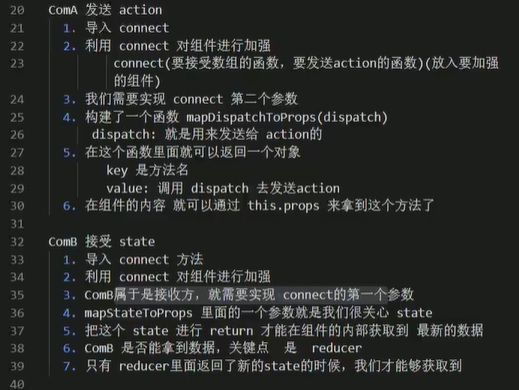 20 ComA 发送 action
21 1. 导入 connect
22 2. 利用 connect 对组件进行加强
23 connect(要接受数组的函数，要发送action的函数)(放入要加强
的组件)
24 3. 我们需要实现 connect 第二个参数
25 4. 构建了一个函数 mapDispatchToProps(dispatch)
26 dispatch: 就是用来发送给 action的
27 5. 在这个函数里面就可以返回一个对象
28 key 是方法名
29 value: 调用 dispatch 去发送action
30 6. 在组件的内容 就可以通过 this.props 来拿到这个方法了
31
32 ComB 接受 state
33 1. 导入 connect 方法
34 2. 利用 connect 对组件进行加强
35 3. ComB属于是接收方，就需要实现 connect的第一个参数
36 4. mapStateToProps 里面的一个参数就是我们很关心 state
37 5. 把这个 state 进行 return 才能在组件的内部获取到 最新的数据
38 6. ComB 是否能拿到数据，关键点 是 reducer
39 7. 只有 reducer里面返回了新的state的时候，我们才能够获取到
40